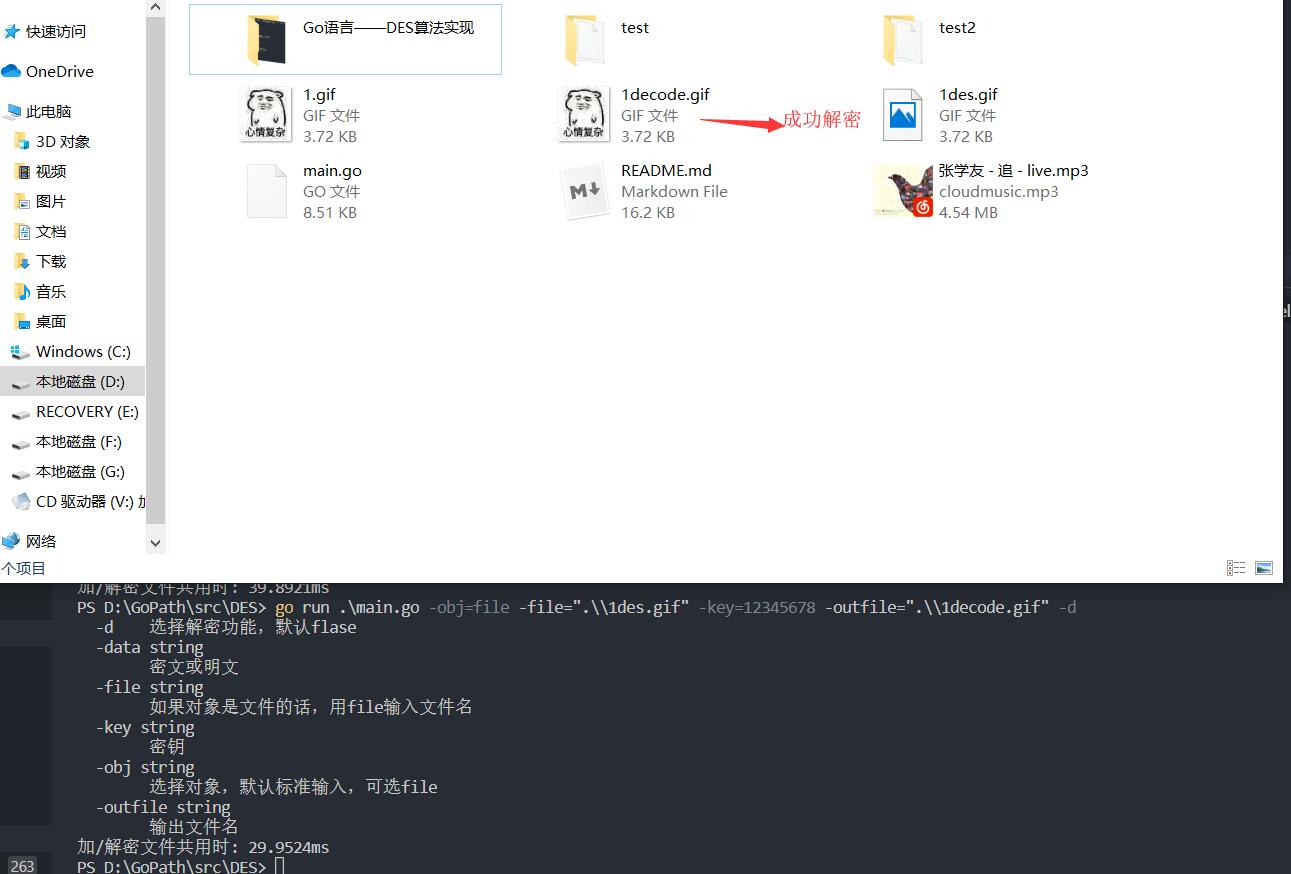 快速访问
OneDrive
此电脑
3D 对象
视频
图片
文档
下载
音乐
桌面
Windows (C:)
本地磁盘 (D:)
RECOVERY (E:)
本地磁盘 (F:)
本地磁盘 (G:)
CD 驱动器 (V:) 加
网络
个项目
Go语言——DES算法实现
test
test2
心情复杂
1.gif
GIF 文件
3.72 KB
心情复杂
1decode.gif
GIF 文件
3.72 KB
成功解密
1des.gif
GIF 文件
3.72 KB
main.go
GO 文件
8.51 KB
M
README.md
Markdown File
16.2 KB
张学友 - 追 - live.mp3
cloudmusic.mp3
4.54 MB
加/解密文件共用时: 39.8921ms
PS D:\GoPath\src\DES> go run .\main.go -obj=file -file=".\\1des.gif" -key=12345678 -outfile=".\\1decode.gif" -d
-d 选择解密功能，默认flase
-data string
密文或明文
-file string
如果对象是文件的话，用file输入文件名
-key string
密钥
-obj string
选择对象，默认标准输入，可选file
-outfile string
输出文件名
加/解密文件共用时: 29.9524ms
PS D:\GoPath\src\DES>
263